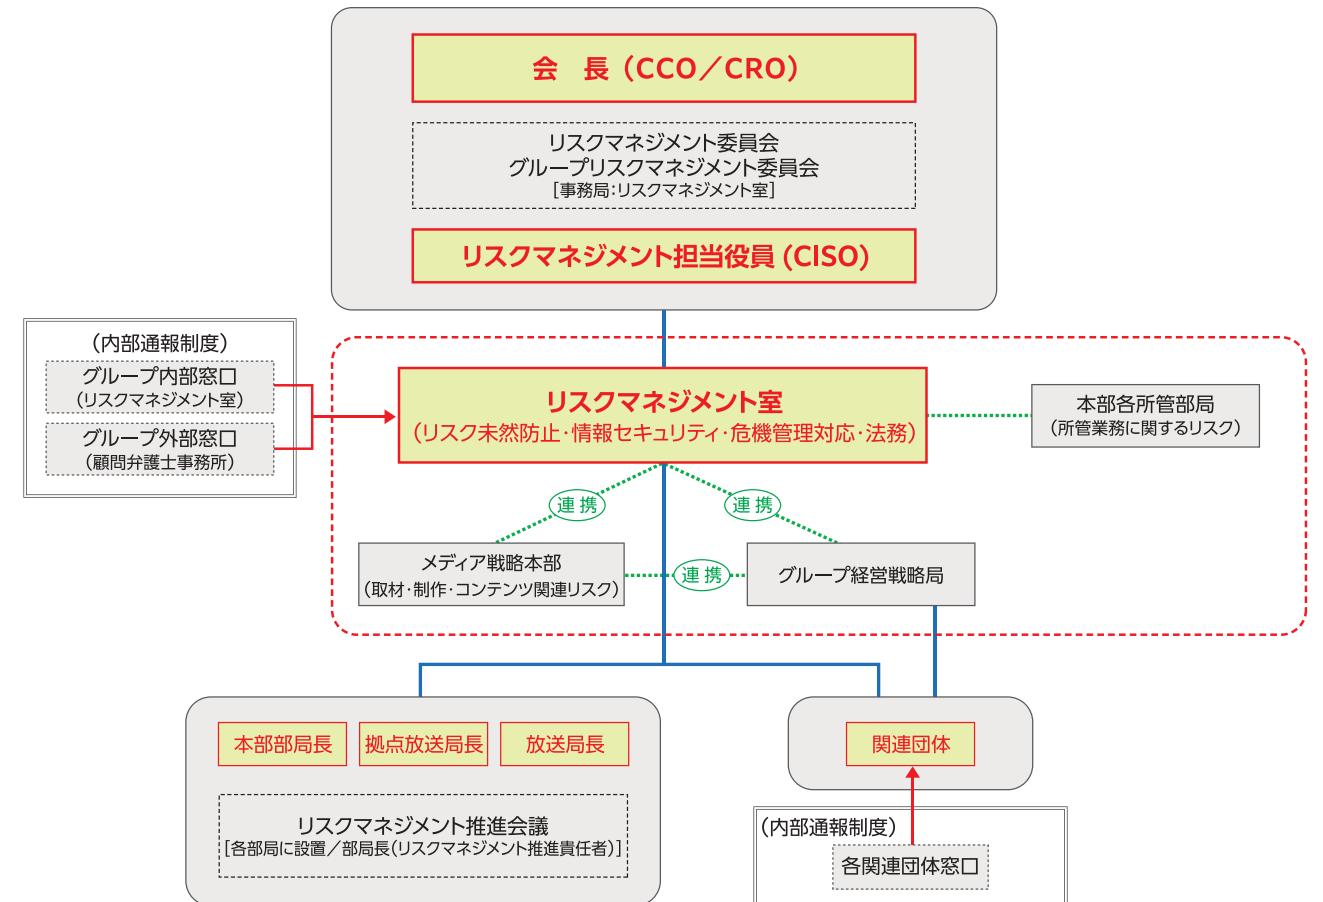 会　長（CCO／CRO）
リスクマネジメント委員会
グループリスクマネジメント委員会
[事務局：リスクマネジメント室]
リスクマネジメント担当役員（CISO）
（内部通報制度）
グループ内部窓口
（リスクマネジメント室）
グループ外部窓口
（顧問弁護士事務所）
リスクマネジメント室
（リスク未然防止・情報セキュリティ・危機管理対応・法務）
本部各所管部局
（所管業務に関するリスク）
連携
連携
メディア戦略本部
（取材・制作・コンテンツ関連リスク）
連携
グループ経営戦略局
本部部局長
拠点放送局長
放送局長
リスクマネジメント推進会議
[各部局に設置／部局長（リスクマネジメント推進責任者）]
関連団体
（内部通報制度）
各関連団体窓口